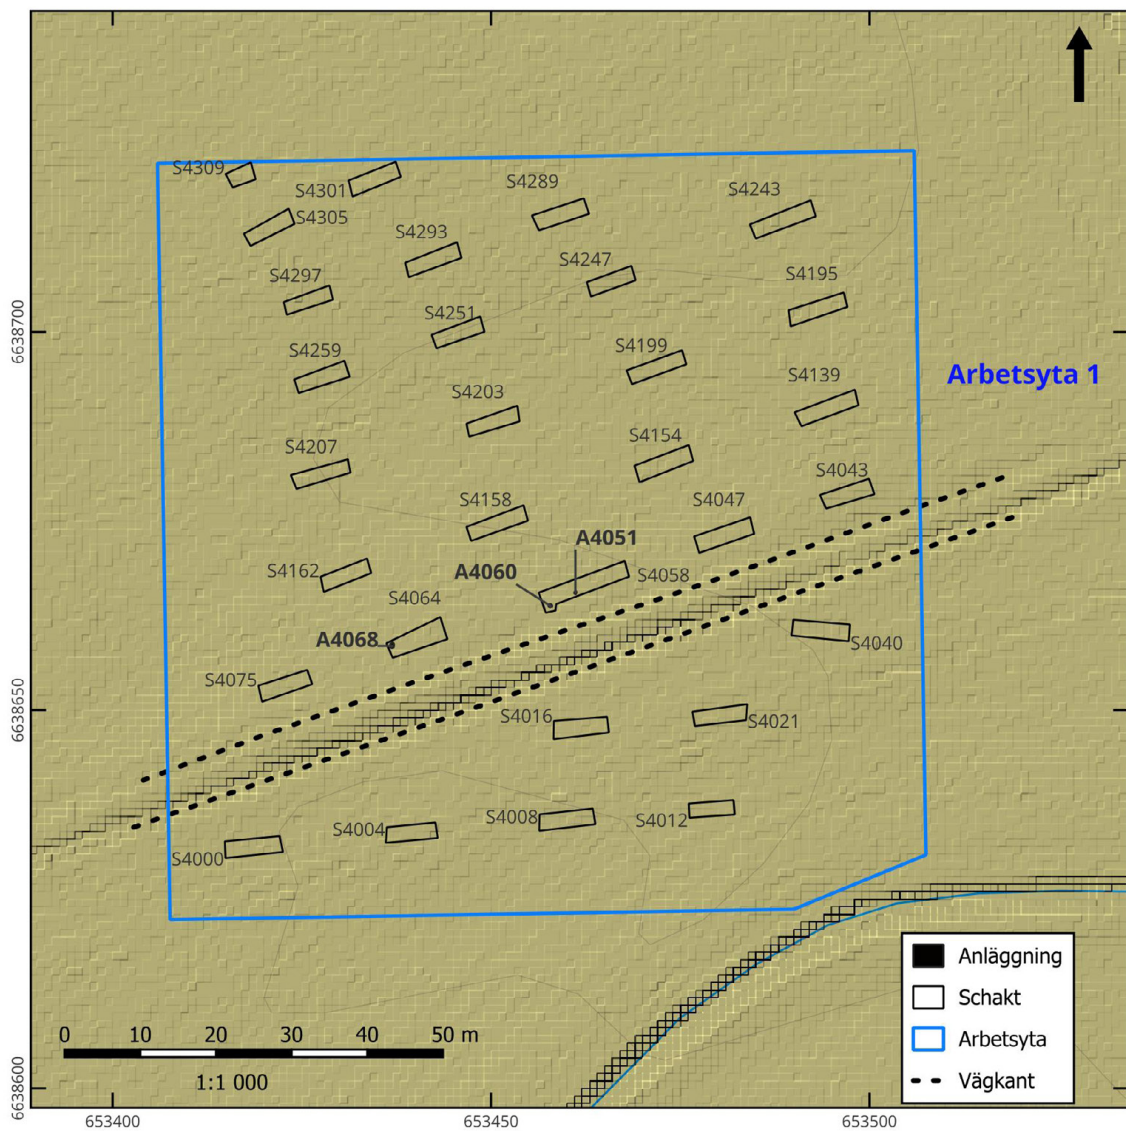 S4309
S4301
S4289
S4243
S4305
S4293
S4247
S4195
S4297
6638700
S4251
S4259
S4199
Arbetsyta 1
S4139
S4203
S4207
S4154
S4043
S4158
S4047
A4051
S4162
A4060
S4058
S4064
A4068
S4040
S4075
6638650
S4016
S4021
S4008
S4012
S4004
S4000
Anläggning
Schakt
Arbetsyta
Vägkant
0 10 20 30 40 50 m
1:1 000
6638600
653400 653450 653500